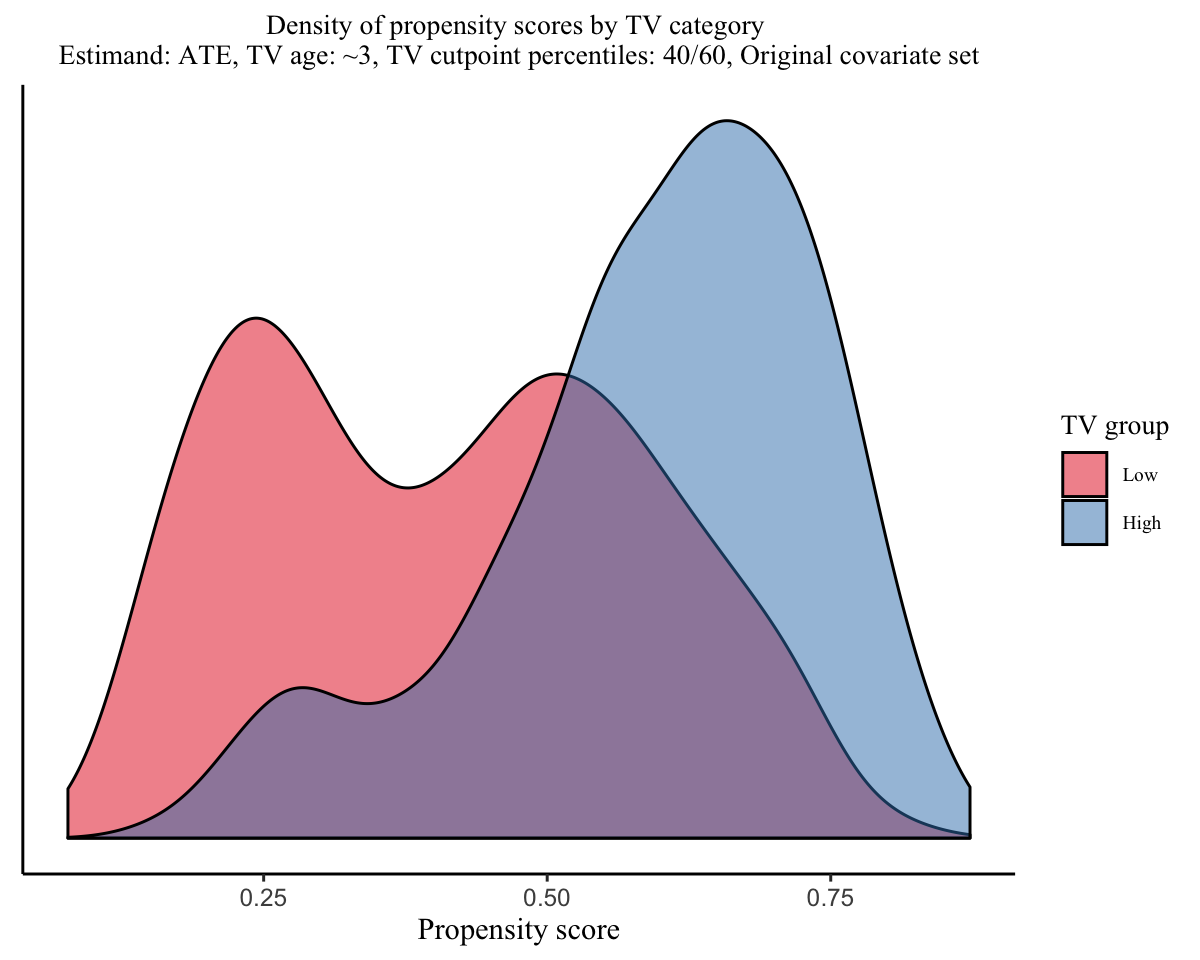 Density of propensity scores by TV category
Estimand: ATE, TV age: ~3, TV cutpoint percentiles: 40/60, Original covariate set
TV group
Low
High
0.25
0.50
0.75
Propensity score